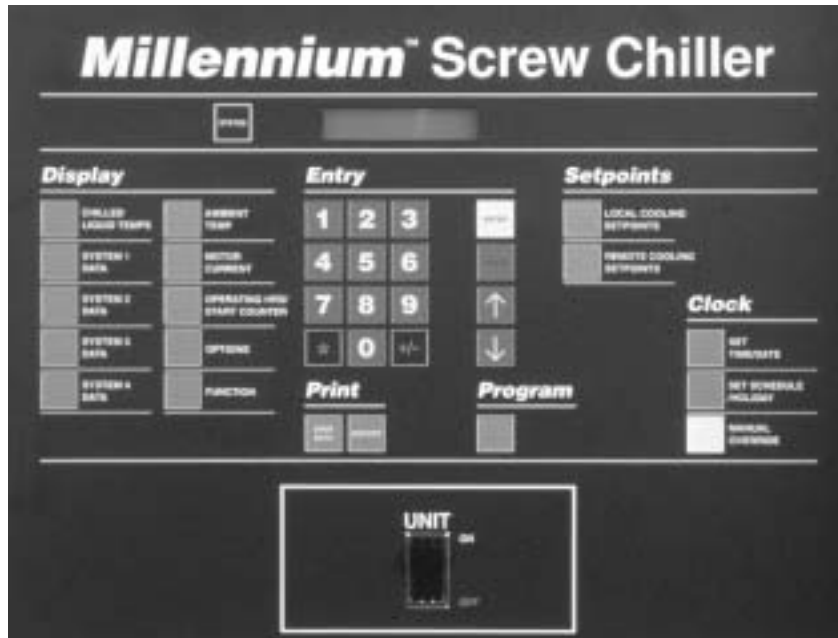 Millennium™ Screw Chiller
STATUS
Display
CHILLED
LIQUID TEMPS
SYSTEM 1
DATA
SYSTEM 2
DATA
SYSTEM 3
DATA
SYSTEM 4
DATA
AMBIENT
TEMP
MOTOR
CURRENT
OPERATING HRS
START COUNTER
OPTIONS
FUNCTION
Entry
1 2 3
4 5 6
7 8 9
* 0 +/-
↑
↓
Print
Program
Setpoints
LOCAL COOLING
SETPOINTS
REMOTE COOLING
SETPOINTS
Clock
SET
TIME/DATE
SET SCHEDULE
HOLIDAY
MANUAL
OVERRIDE
UNIT
ON
OFF